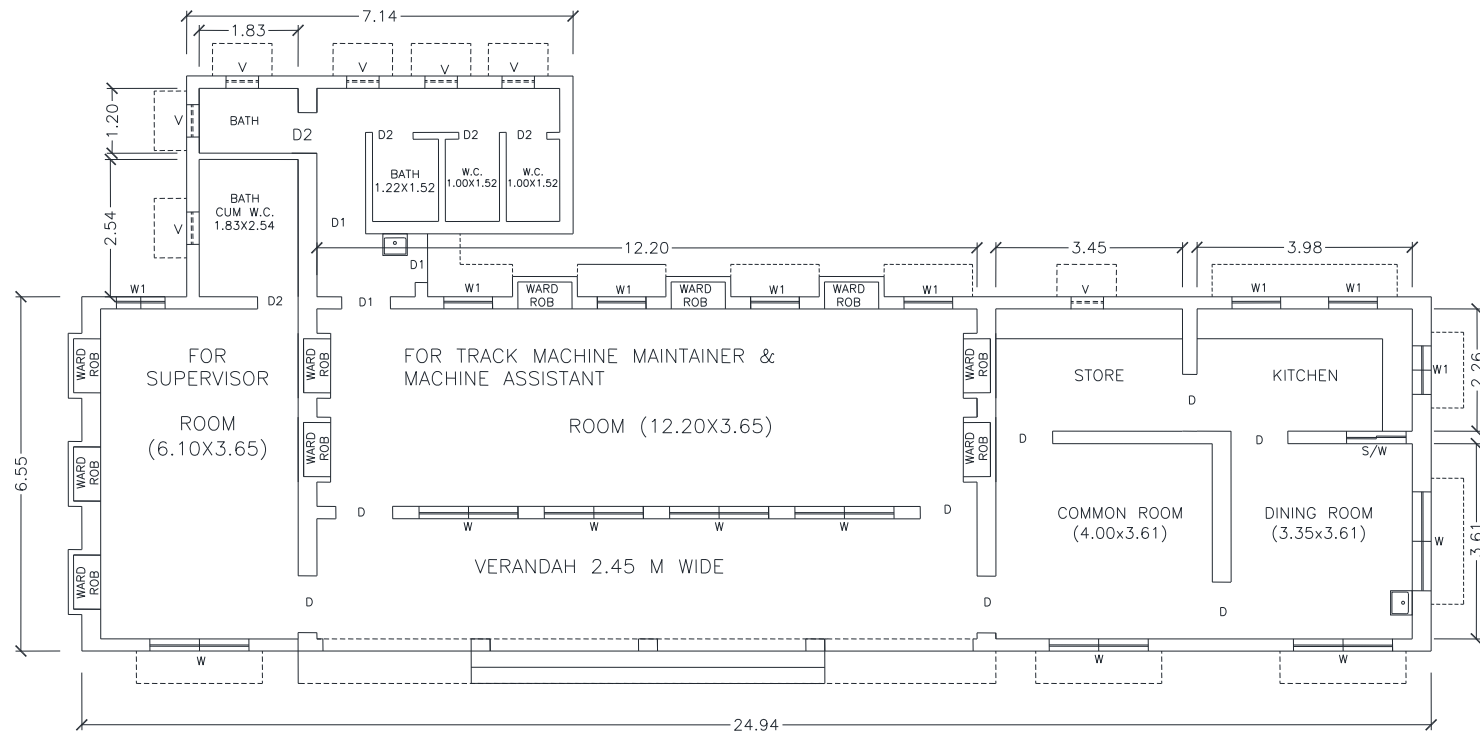 7.14
1.83
V
V
V
V
V
1.20
BATH
D2
D2
D2
D2
BATH
1.22X1.52
W.C.
1.00X1.52
W.C.
1.00X1.52
2.54
V
BATH
CUM W.C.
1.83X2.54
D1
12.20
3.45
3.98
D1
W1
D2
D1
W1
WARD
ROB
W1
WARD
ROB
W1
WARD
ROB
W1
V
W1
W1
WARD
ROB
FOR
SUPERVISOR
WARD
ROB
FOR TRACK MACHINE MAINTAINER &
MACHINE ASSISTANT
WARD
ROB
STORE
KITCHEN
W1
2.26
D
ROOM
(6.10X3.65)
ROOM (12.20X3.65)
WARD
ROB
WARD
ROB
WARD
ROB
D
D
S/W
6.55
D
W
W
W
W
D
COMMON ROOM
(4.00x3.61)
DINING ROOM
(3.35x3.61)
W
3.61
WARD
ROB
VERANDAH 2.45 M WIDE
D
D
D
W
W
W
24.94